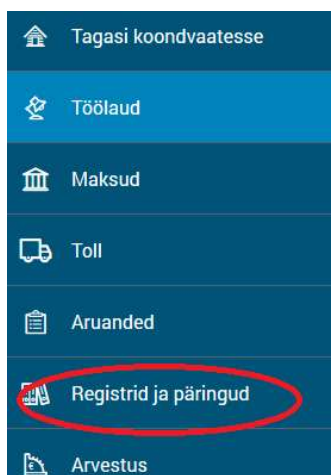 Tagasi koondvaatesse
Töölaud
Maksud
Toll
Aruanded
Registrid ja päringud
Arvestus